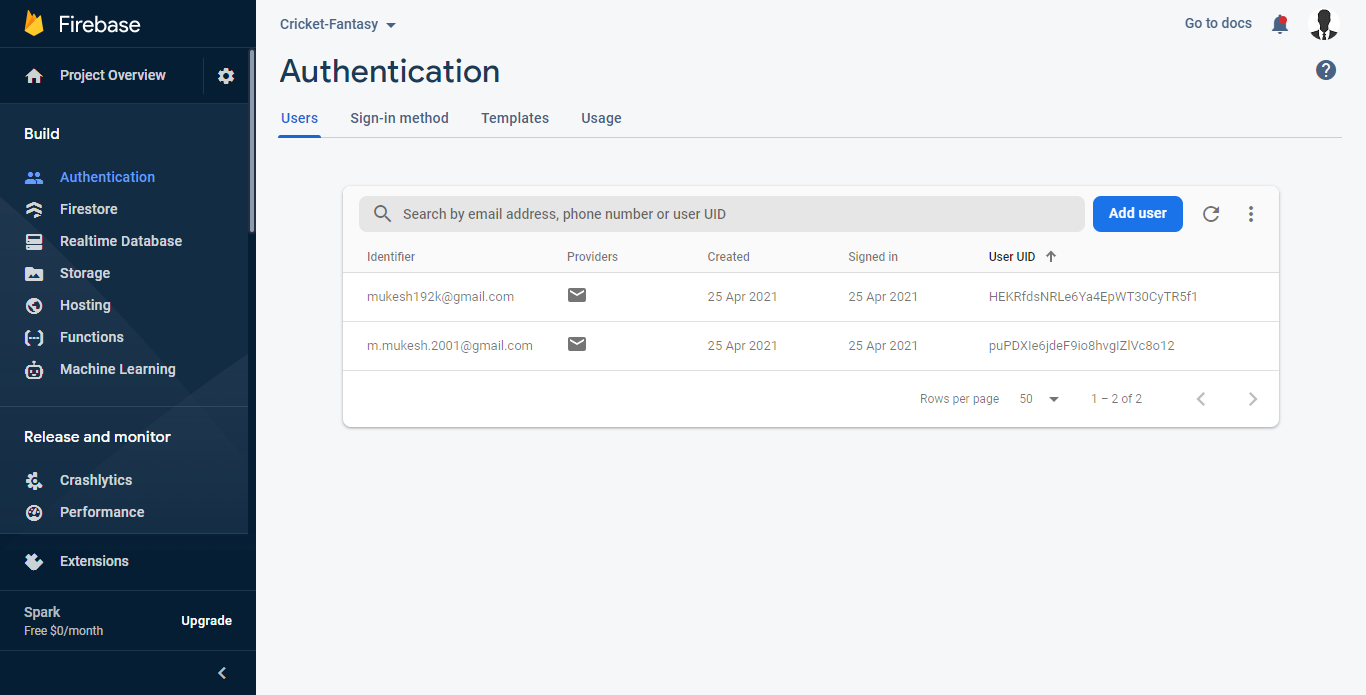 Firebase
Project Overview
Build
Authentication
Firestore
Realtime Database
Storage
Hosting
Functions
Machine Learning
Release and monitor
Crashlytics
Performance
Extensions
Spark
Free $0/month
Upgrade
Cricket-Fantasy
Go to docs
Authentication
Users Sign-in method Templates Usage
Search by email address, phone number or user UID
Add user
Identifier Providers Created Signed in User UID
mukesh192k@gmail.com 25 Apr 2021 25 Apr 2021 HEKRfdsNRLe6Ya4EpWT30CyTR5f1
m.mukesh.2001@gmail.com 25 Apr 2021 25 Apr 2021 puPDXIe6jdeF9io8hvgIZlVc8o12
Rows per page 50 1 – 2 of 2